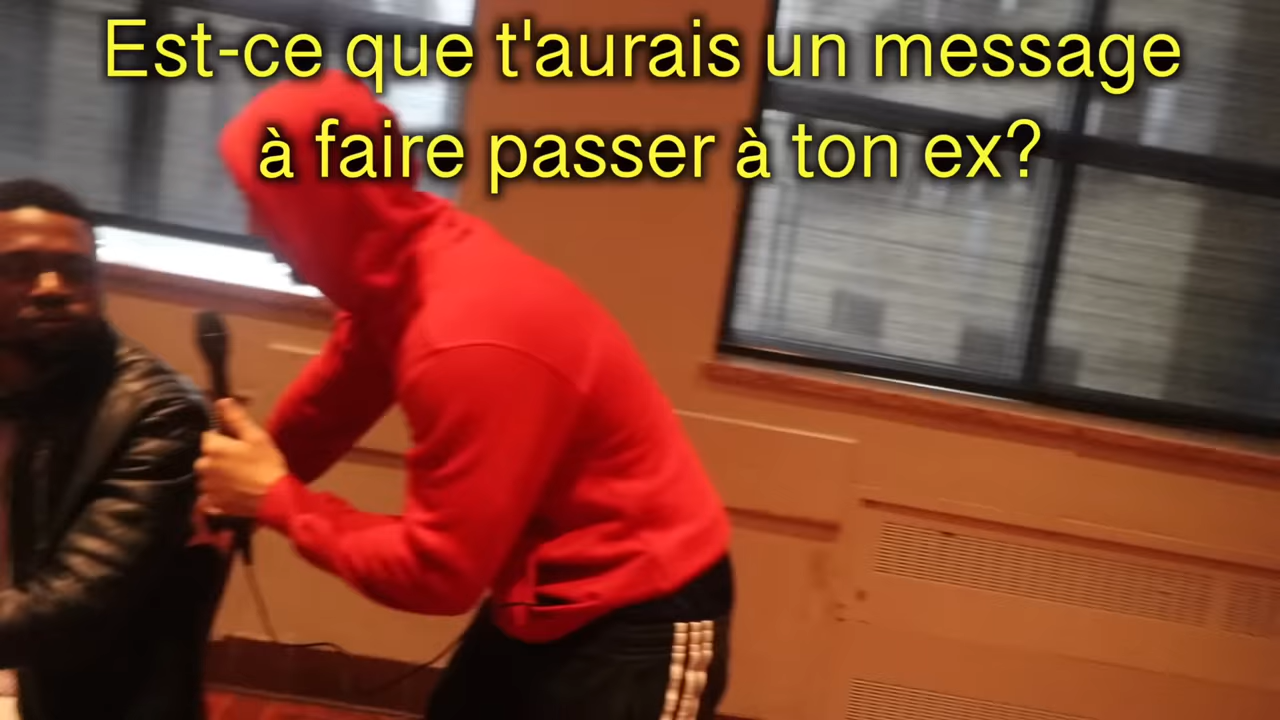 Est-ce que t'aurais un message
à faire passer à ton ex?